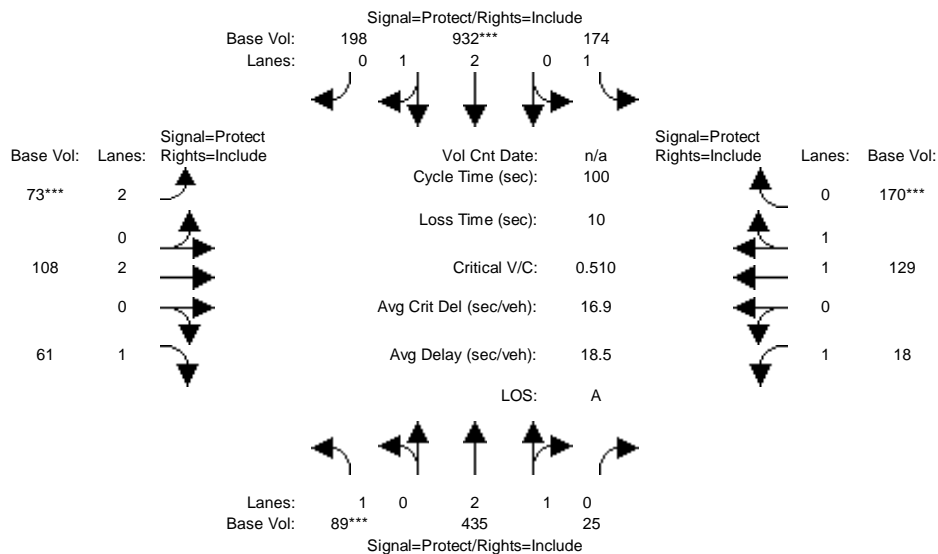 Signal=Protect/Rights=Include
Base Vol: 198 932*** 174
Lanes: 0 1 2 0 1
Signal=Protect
Base Vol: Lanes: Rights=Include
73*** 2
0
108 2
0
61 1
Vol Cnt Date: n/a
Cycle Time (sec): 100
Loss Time (sec): 10
Critical V/C: 0.510
Avg Crit Del (sec/veh): 16.9
Avg Delay (sec/veh): 18.5
LOS: A
Signal=Protect
Rights=Include Lanes: Base Vol:
0 170***
1
1 129
0
1 18
Lanes: 1 0 2 1 0
Base Vol: 89*** 435 25
Signal=Protect/Rights=Include